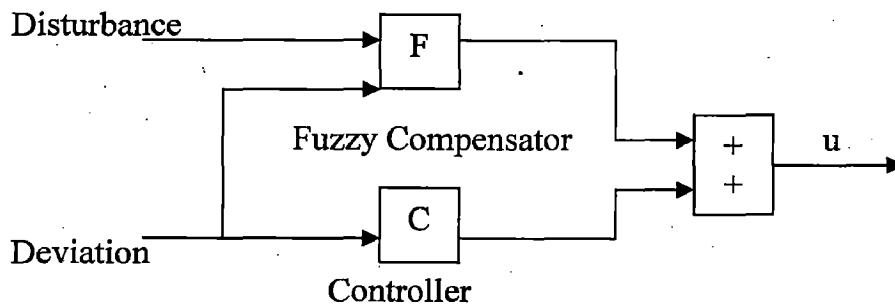 Disturbance
F
Fuzzy Compensator
+
+
u
Deviation
C
Controller